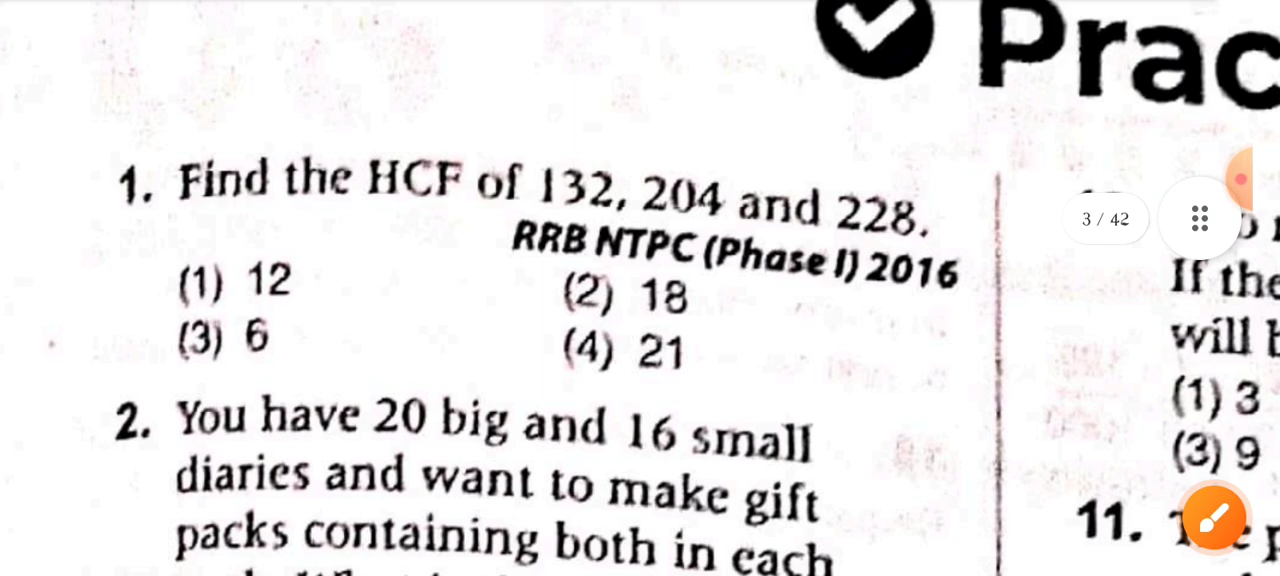 Prac
1. Find the HCF of 132, 204 and 228.
RRB NTPC (Phase I) 2016
(1) 12 (2) 18
(3) 6 (4) 21
2. You have 20 big and 16 small
diaries and want to make gift
packs containing both in each
3 / 42
If the
will b
(1) 3
(3) 9
11.